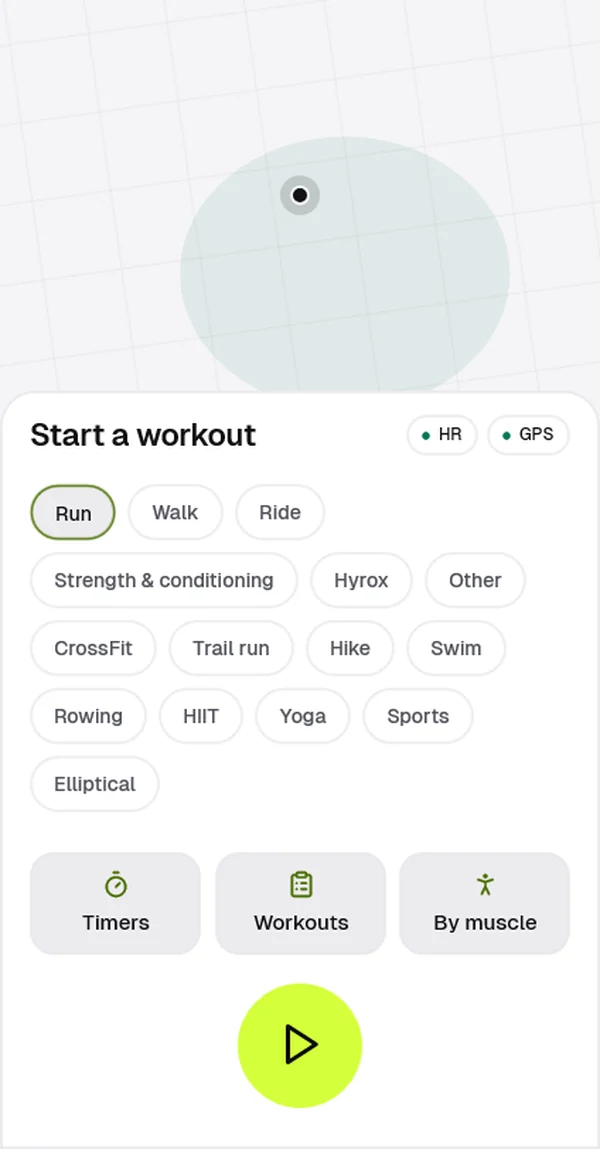 Start a workout HR GPS
Run Walk Ride
Strength & conditioning Hyrox Other
CrossFit Trail run Hike Swim
Rowing HIIT Yoga Sports
Elliptical
Timers Workouts By muscle